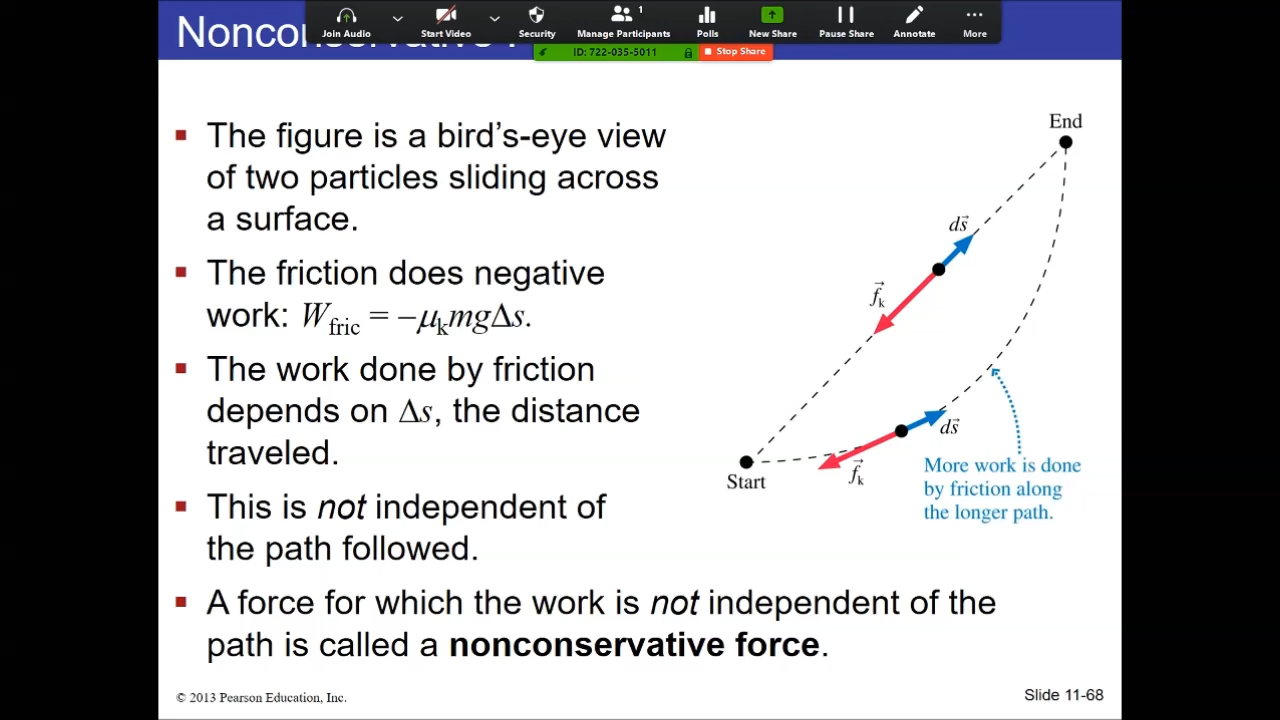 Join Audio
Start Video
Security
1
Manage Participants
Polls
New Share
Pause Share
Annotate
More
ID: 722-035-5011
Stop Share
The figure is a bird's-eye view
of two particles sliding across
a surface.
The friction does negative
work: W_fric = –μ_k mgΔs.
The work done by friction
depends on Δs, the distance
traveled.
This is not independent of
the path followed.
A force for which the work is not independent of the
path is called a nonconservative force.
End
ds⃗
f⃗_k
ds⃗
f⃗_k
Start
More work is done
by friction along
the longer path.
© 2013 Pearson Education, Inc.
Slide 11-68